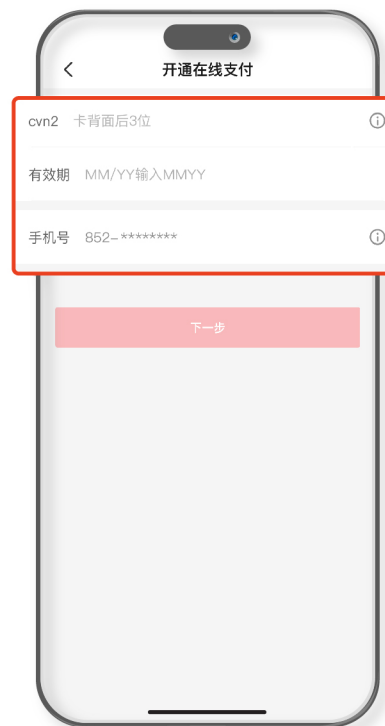 开通在线支付
cvn2 卡背面后3位
有效期 MM/YY输入MMYY
手机号 852-********
下一步